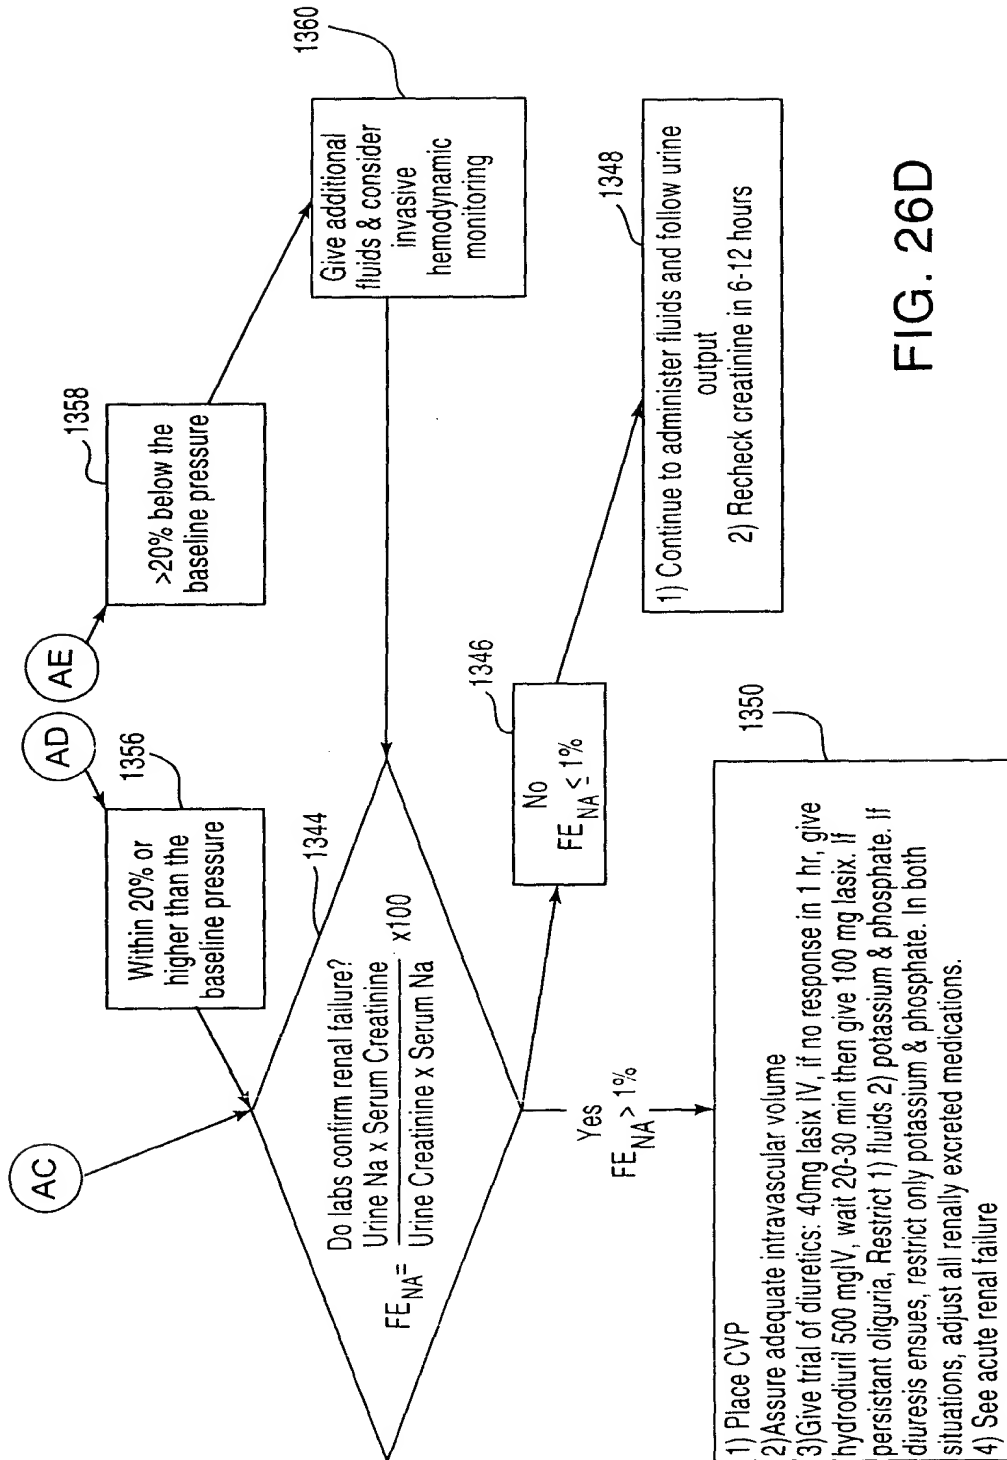 AC
AD
AE
1356
Within 20% or
higher than the
baseline pressure
1358
>20% below the
baseline pressure
1360
Give additional
fluids & consider
invasive
hemodynamic
monitoring
1344
Do labs confirm renal failure?
Urine Na x Serum Creatinine
FE NA = x100
Urine Creatinine x Serum Na
1346
No
FE NA ≤ 1%
1348
1) Continue to administer fluids and follow urine
output
2) Recheck creatinine in 6-12 hours
Yes
FE NA > 1%
1350
1) Place CVP
2)Assure adequate intravascular volume
3)Give trial of diuretics: 40mg lasix IV, if no response in 1 hr, give
hydrodiuril 500 mgIV, wait 20-30 min then give 100 mg lasix. If
persistant oliguria, Restrict 1) fluids 2) potassium & phosphate. If
diuresis ensues, restrict only potassium & phosphate. In both
situations, adjust all renally excreted medications.
4) See acute renal failure
FIG. 26D